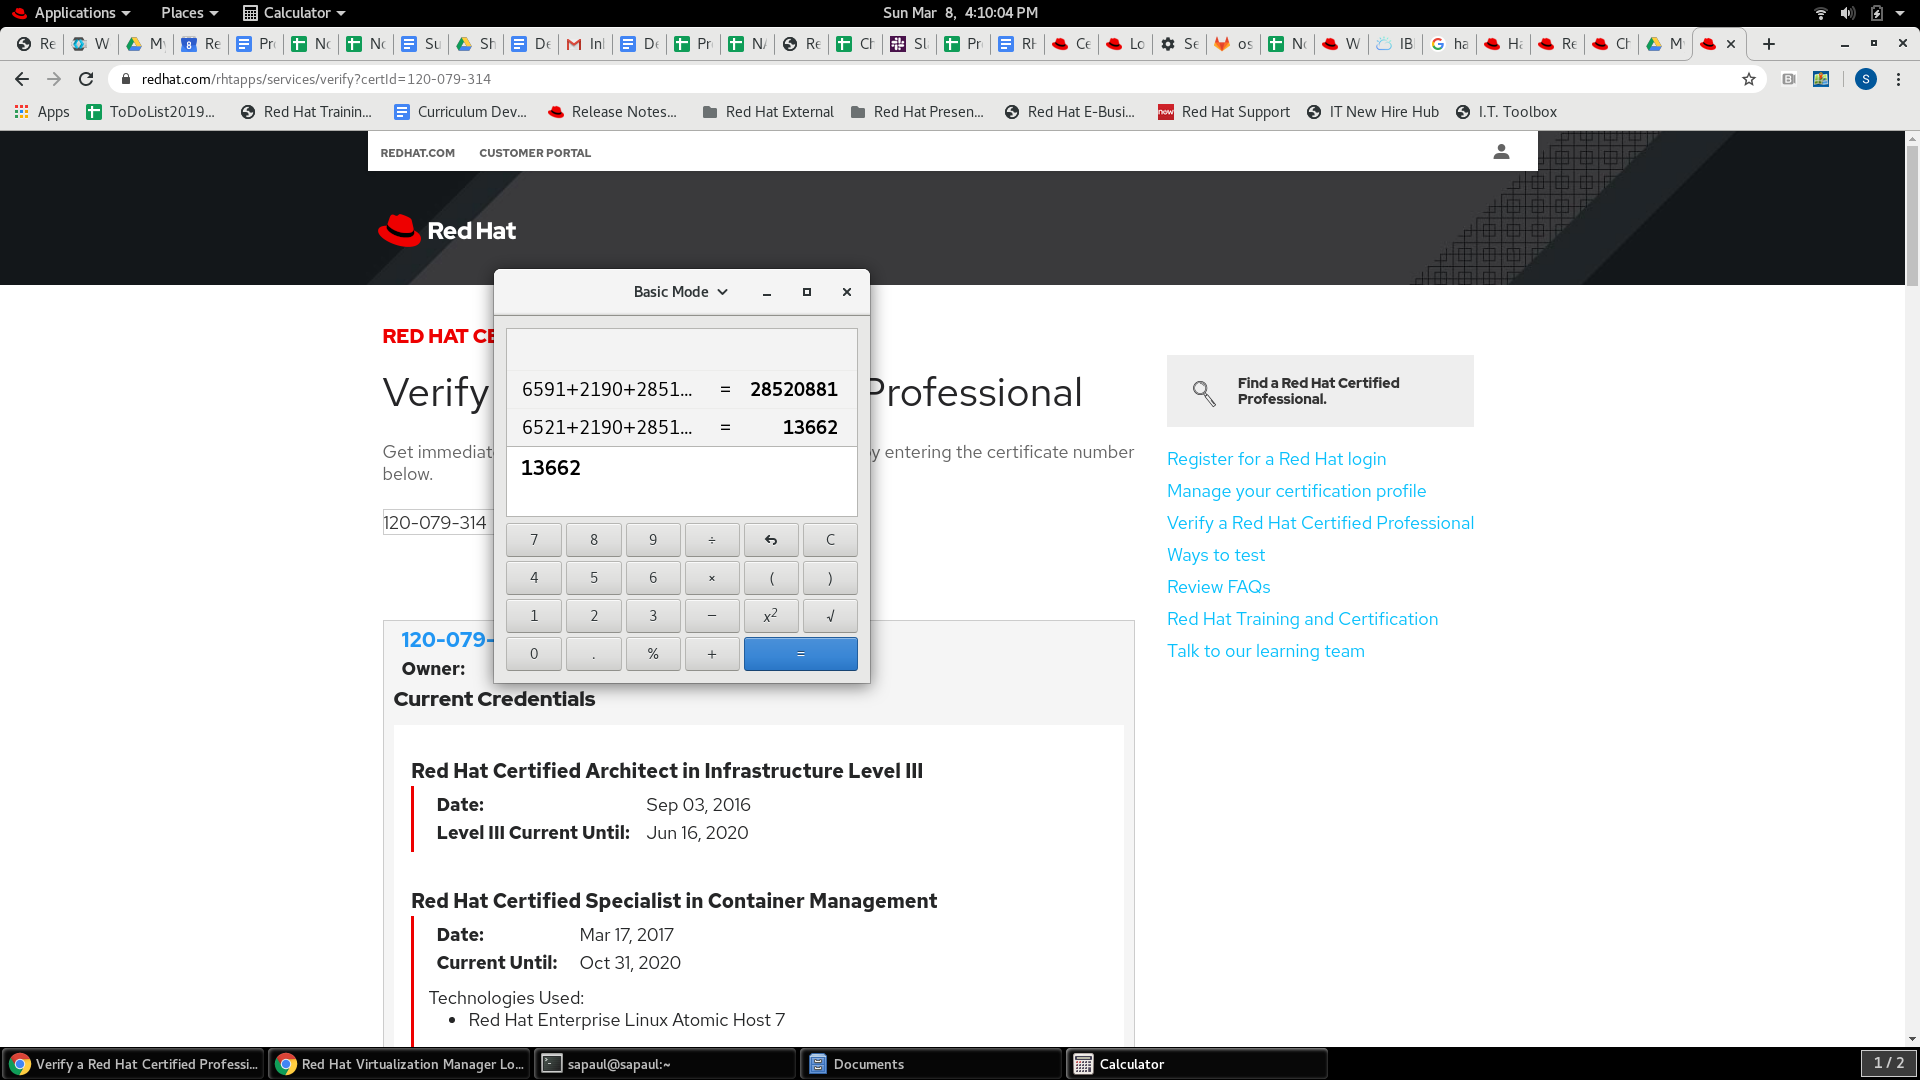 Applications
Places
Calculator
Sun Mar 8, 4:10:04 PM
Re
W
My
8
Re
Pro
No
No
Su
Sh
De
Inl
De
Pr
NA
Re
Ch
Sl
Pr
RH
Ce
Lo
Se
os
No
W
IB
ha
Ha
Re
Ch
M
redhat.com/rhtapps/services/verify?certId=120-079-314
S
Apps
ToDoList2019...
Red Hat Trainin...
Curriculum Dev...
Release Notes...
Red Hat External
Red Hat Presen...
Red Hat E-Busi...
now
Red Hat Support
IT New Hire Hub
I.T. Toolbox
REDHAT.COM
CUSTOMER PORTAL
Red Hat
Basic Mode
6591+2190+2851... = 28520881
6521+2190+2851... = 13662
13662
7 8 9 ÷ C
4 5 6 × ( )
1 2 3 − x² √
0 . % + =
RED HAT CE
Verify Professional
Get immediat y entering the certificate number
below.
120-079-314
120-079-
Owner:
Current Credentials
Red Hat Certified Architect in Infrastructure Level III
Date: Sep 03, 2016
Level III Current Until: Jun 16, 2020
Red Hat Certified Specialist in Container Management
Date: Mar 17, 2017
Current Until: Oct 31, 2020
Technologies Used:
• Red Hat Enterprise Linux Atomic Host 7
Find a Red Hat Certified
Professional.
Register for a Red Hat login
Manage your certification profile
Verify a Red Hat Certified Professional
Ways to test
Review FAQs
Red Hat Training and Certification
Talk to our learning team
Verify a Red Hat Certified Professi...
Red Hat Virtualization Manager Lo...
sapaul@sapaul:~
Documents
Calculator
1 / 2